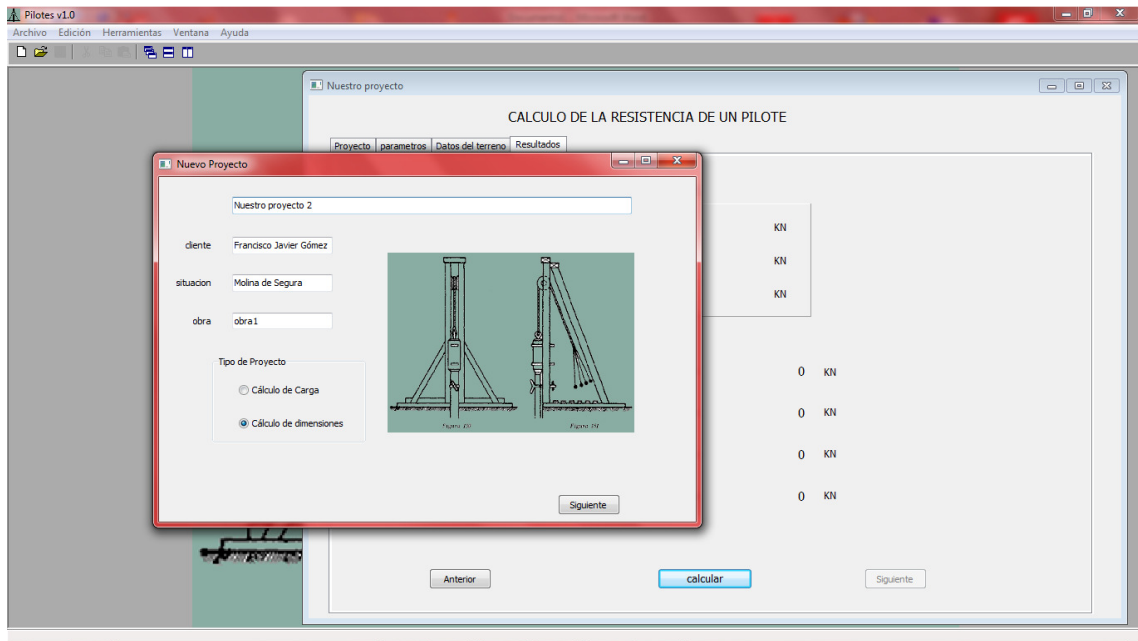 Pilotes v1.0
Archivo Edición Herramientas Ventana Ayuda
Nuestro proyecto
CALCULO DE LA RESISTENCIA DE UN PILOTE
Proyecto parametros Datos del terreno Resultados
Nuevo Proyecto
Nuestro proyecto 2
cliente Francisco Javier Gómez
situacion Molina de Segura
obra obra1
Tipo de Proyecto
Cálculo de Carga
Cálculo de dimensiones
Siguiente
KN
KN
KN
0 KN
0 KN
0 KN
0 KN
Anterior calcular Siguiente